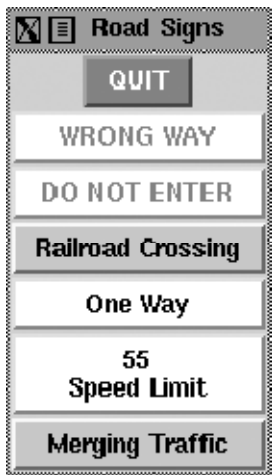 Road Signs
QUIT
WRONG WAY
DO NOT ENTER
Railroad Crossing
One Way
55
Speed Limit
Merging Traffic